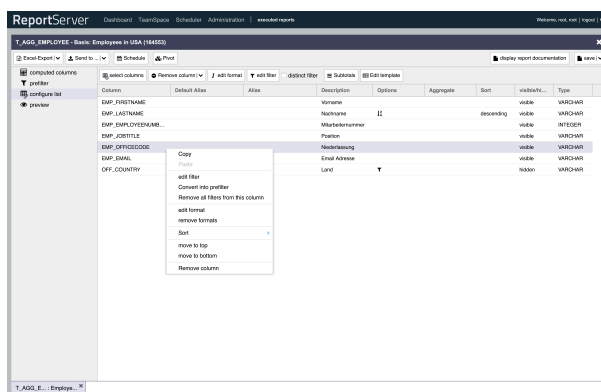 ReportServer Dashboard TeamSpace Scheduler Administration executed reports Welcome, root, root | logout |
T_AGG_EMPLOYEE - Basis: Employees in USA (164553)
Excel-Export Send to ... Schedule Pivot display report documentation save
computed columns select columns Remove column edit format edit filter distinct filter Subtotals Edit template
prefilter
configure list Column Default Alias Alias Description Options Aggregate Sort visible/hi... Type
preview EMP_FIRSTNAME Vorname visible VARCHAR
EMP_LASTNAME Nachname descending visible VARCHAR
EMP_EMPLOYEENUMB... Mitarbeiternummer visible INTEGER
EMP_JOBTITLE Position visible VARCHAR
EMP_OFFICECODE Niederlassung visible VARCHAR
EMP_EMAIL Email Adresse visible VARCHAR
OFF_COUNTRY Land hidden VARCHAR
Copy
Paste
edit filter
Convert into prefilter
Remove all filters from this column
edit format
remove formats
Sort
move to top
move to bottom
Remove column
T_AGG_E... : Employe...